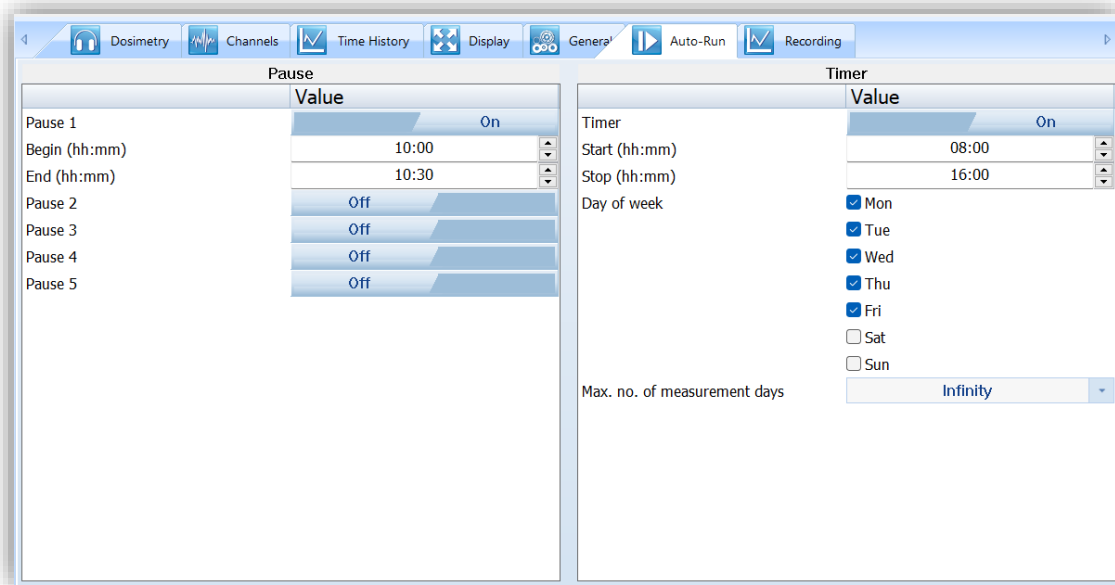 Dosimetry Channels Time History Display General Auto-Run Recording
Pause
Value
Pause 1 On
Begin (hh:mm) 10:00
End (hh:mm) 10:30
Pause 2 Off
Pause 3 Off
Pause 4 Off
Pause 5 Off
Timer
Value
Timer On
Start (hh:mm) 08:00
Stop (hh:mm) 16:00
Day of week Mon
Tue
Wed
Thu
Fri
Sat
Sun
Max. no. of measurement days Infinity